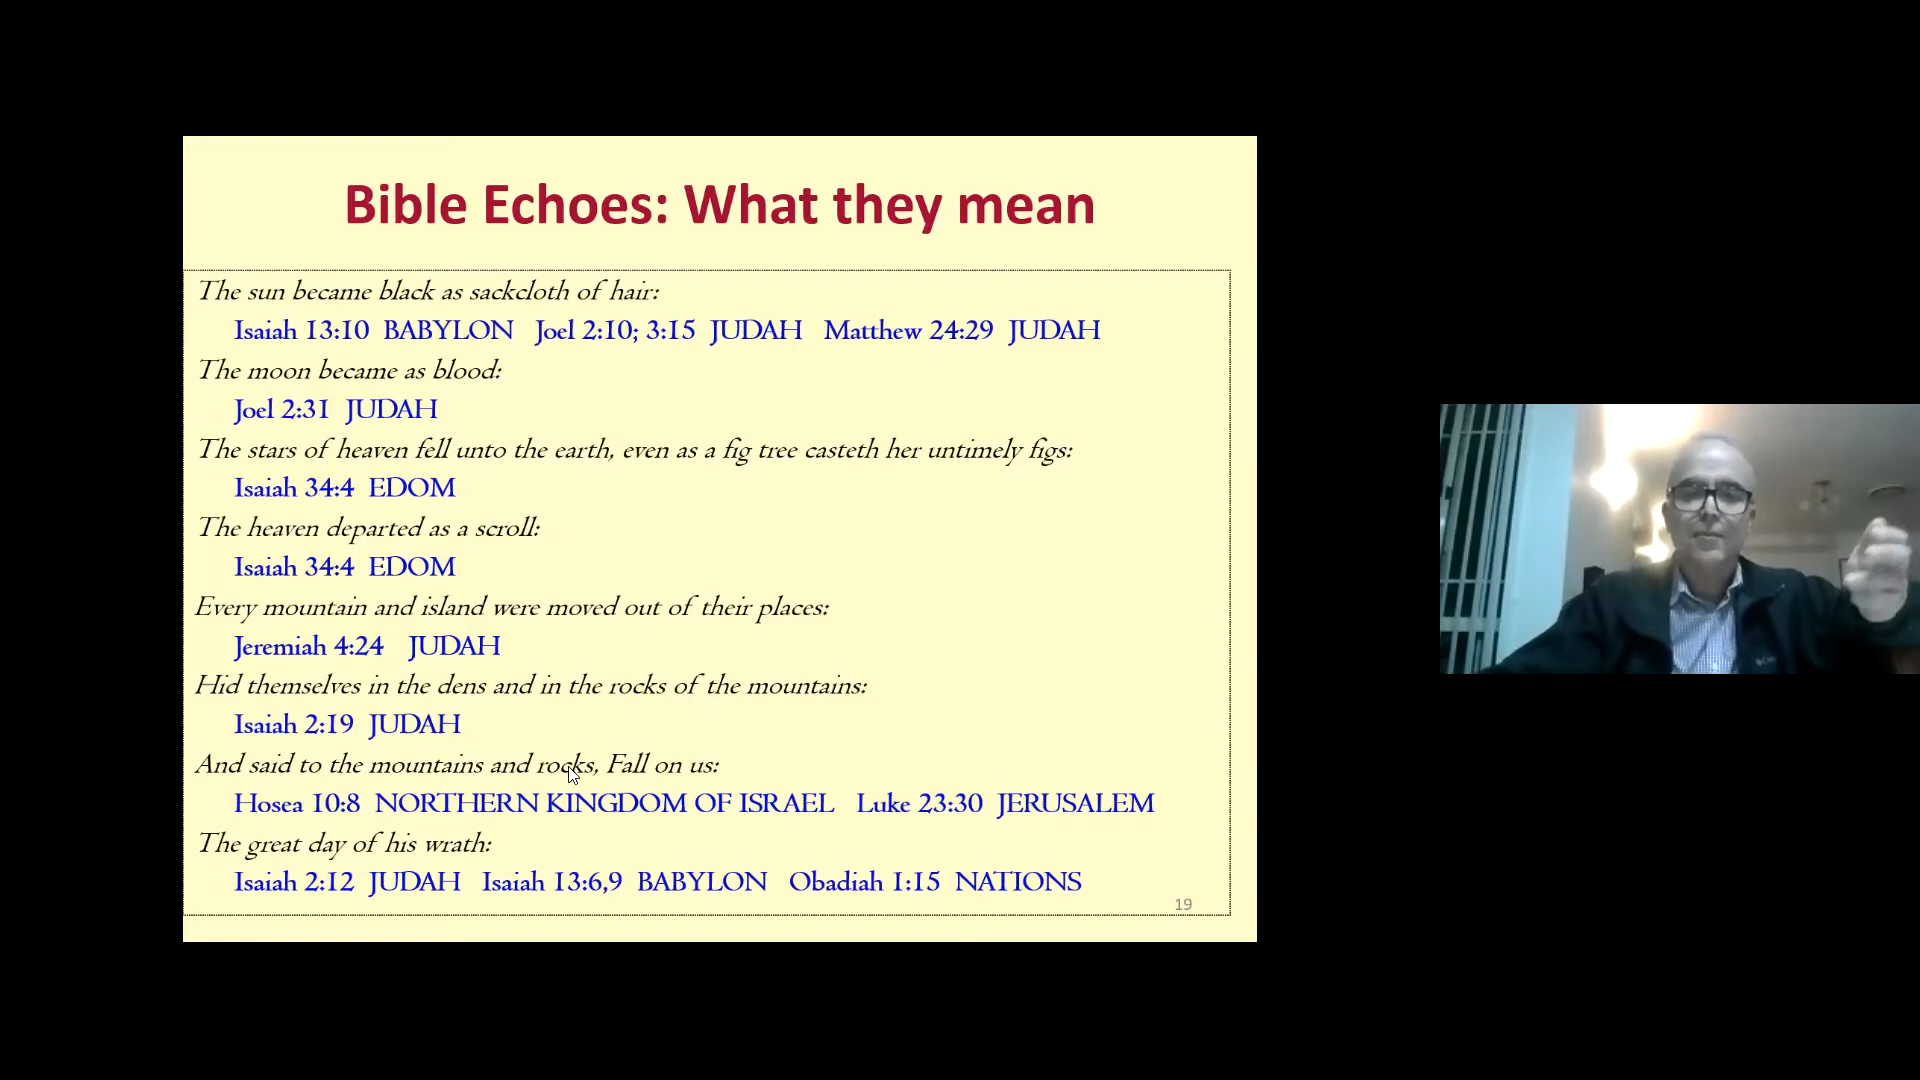 Bible Echoes: What they mean
The sun became black as sackcloth of hair:
Isaiah 13:10 BABYLON Joel 2:10; 3:15 JUDAH Matthew 24:29 JUDAH
The moon became as blood:
Joel 2:31 JUDAH
The stars of heaven fell unto the earth, even as a fig tree casteth her untimely figs:
Isaiah 34:4 EDOM
The heaven departed as a scroll:
Isaiah 34:4 EDOM
Every mountain and island were moved out of their places:
Jeremiah 4:24 JUDAH
Hid themselves in the dens and in the rocks of the mountains:
Isaiah 2:19 JUDAH
And said to the mountains and rocks, Fall on us:
Hosea 10:8 NORTHERN KINGDOM OF ISRAEL Luke 23:30 JERUSALEM
The great day of his wrath:
Isaiah 2:12 JUDAH Isaiah 13:6,9 BABYLON Obadiah 1:15 NATIONS
19